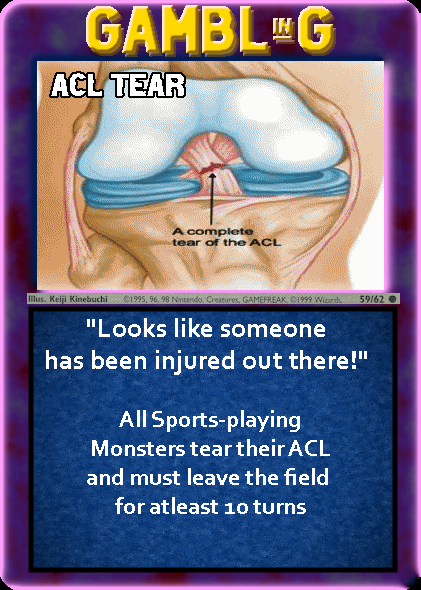 GAMBLING
ACL TEAR
A complete
tear of the ACL
Illus. Keiji Kinebuchi ©1995, 96, 98 Nintendo, Creatures, GAMEFREAK. ©1999 Wizards. 59/62 ●
"Looks like someone
has been injured out there!"
All Sports-playing
Monsters tear their ACL
and must leave the field
for atleast 10 turns